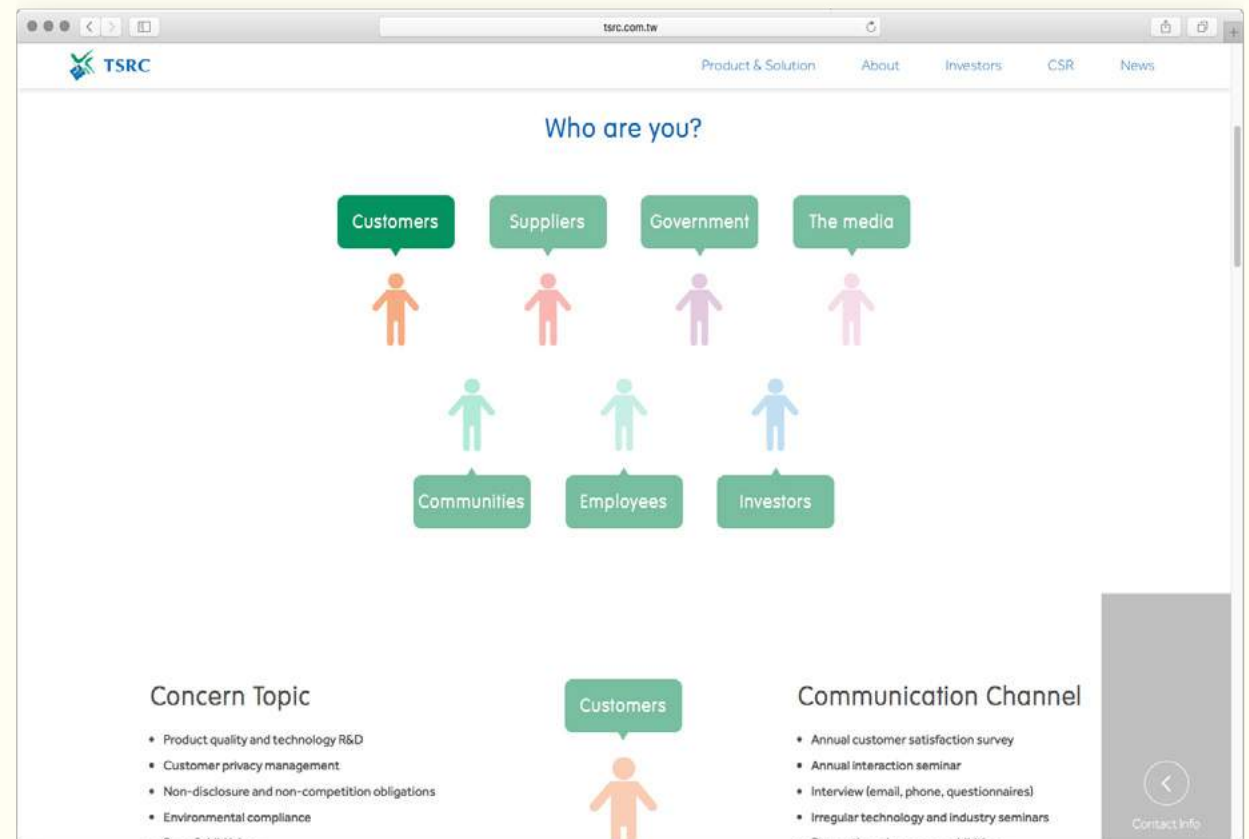 tsrc.com.tw
TSRC
Product & Solution About Investors CSR News
Who are you?
Customers Suppliers Government The media
Communities Employees Investors
Concern Topic
• Product quality and technology R&D
• Customer privacy management
• Non-disclosure and non-competition obligations
• Environmental compliance
Customers
Communication Channel
• Annual customer satisfaction survey
• Annual interaction seminar
• Interview (email, phone, questionnaires)
• Irregular technology and industry seminars
Contact Info